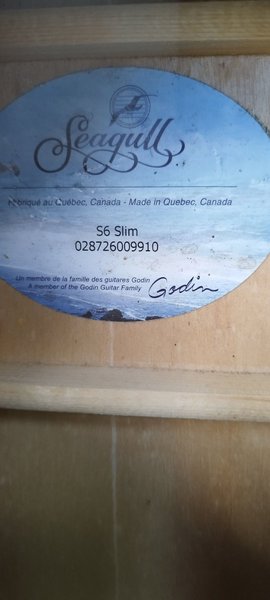 Seagull
Fabriqué au Québec, Canada - Made in Quebec, Canada
S6 Slim
028726009910
Un membre de la famille des guitares Godin
A member of the Godin Guitar Family
Godin